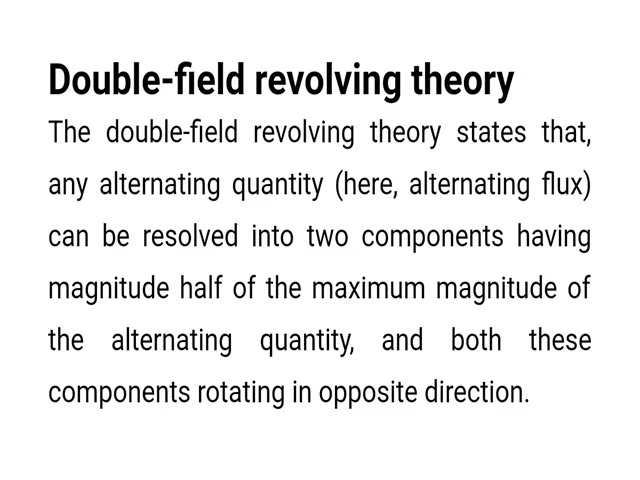 Double-field revolving theory
The double-field revolving theory states that,
any alternating quantity (here, alternating flux)
can be resolved into two components having
magnitude half of the maximum magnitude of
the alternating quantity, and both these
components rotating in opposite direction.